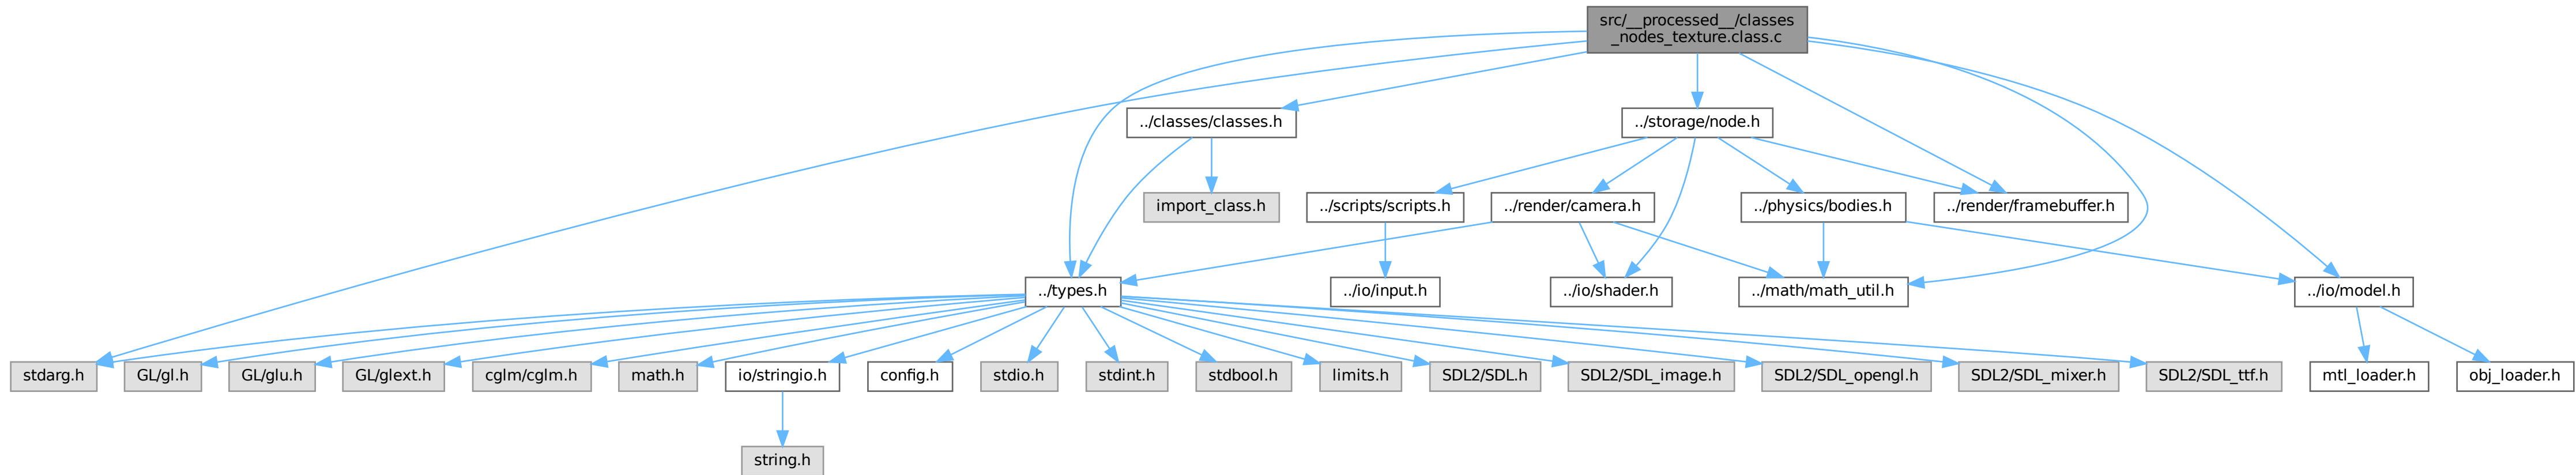 src/__processed__/classes
_nodes_texture.class.c
../classes/classes.h
../storage/node.h
import_class.h
../scripts/scripts.h
../render/camera.h
../physics/bodies.h
../render/framebuffer.h
../types.h
../io/input.h
../io/shader.h
../math/math_util.h
../io/model.h
stdarg.h
GL/gl.h
GL/glu.h
GL/glext.h
cglm/cglm.h
math.h
io/stringio.h
config.h
stdio.h
stdint.h
stdbool.h
limits.h
SDL2/SDL.h
SDL2/SDL_image.h
SDL2/SDL_opengl.h
SDL2/SDL_mixer.h
SDL2/SDL_ttf.h
mtl_loader.h
obj_loader.h
string.h